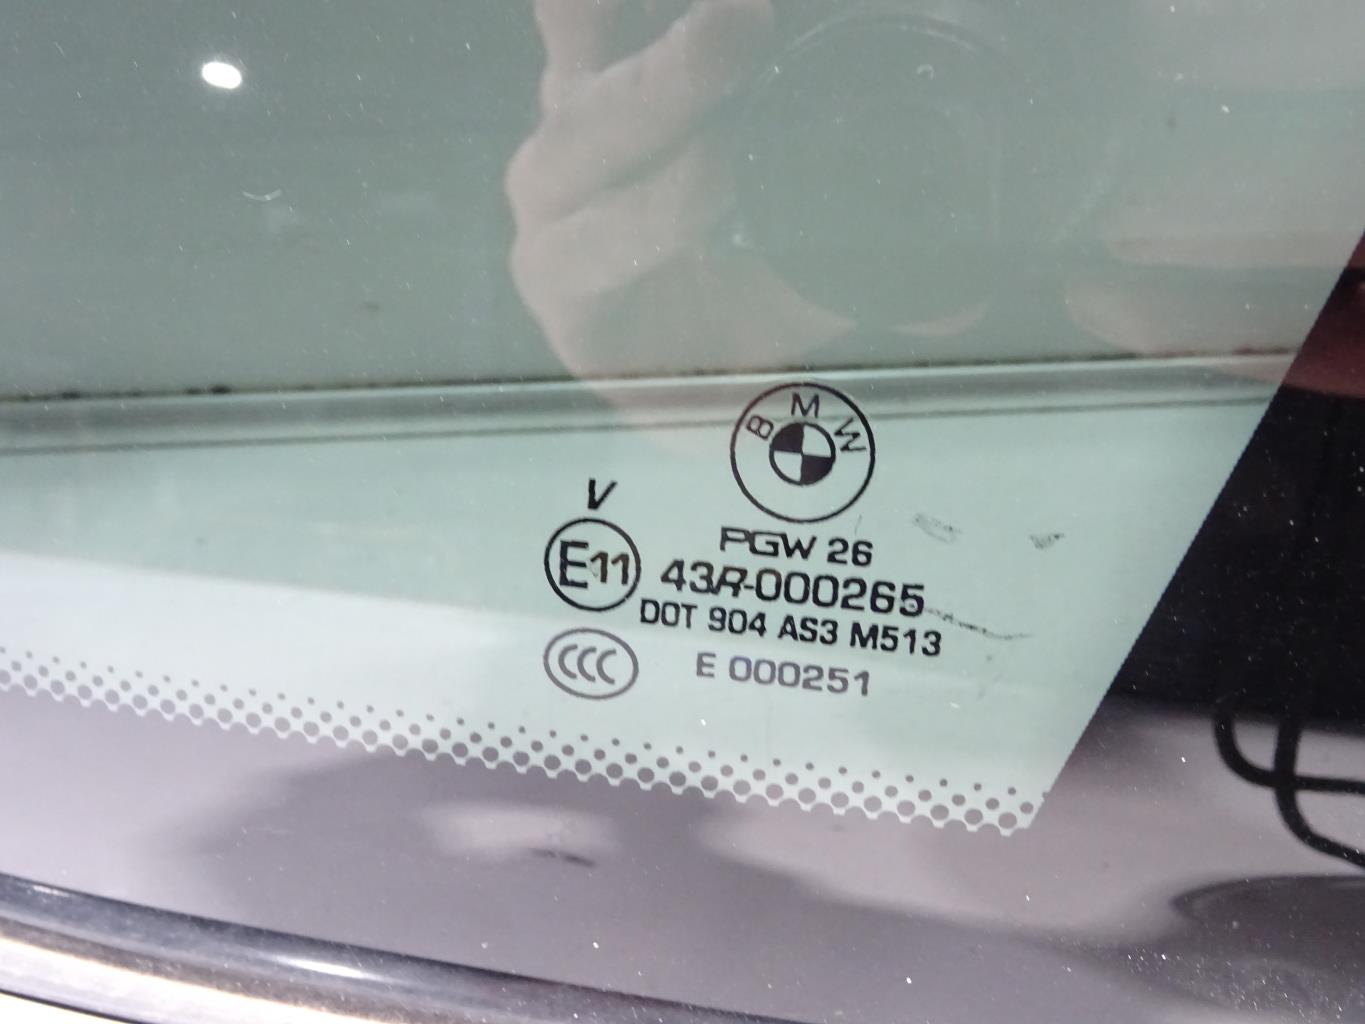 BMW
V
PGW 26
E11 43R-000265
DOT 904 AS3 M513
CCC E 000251